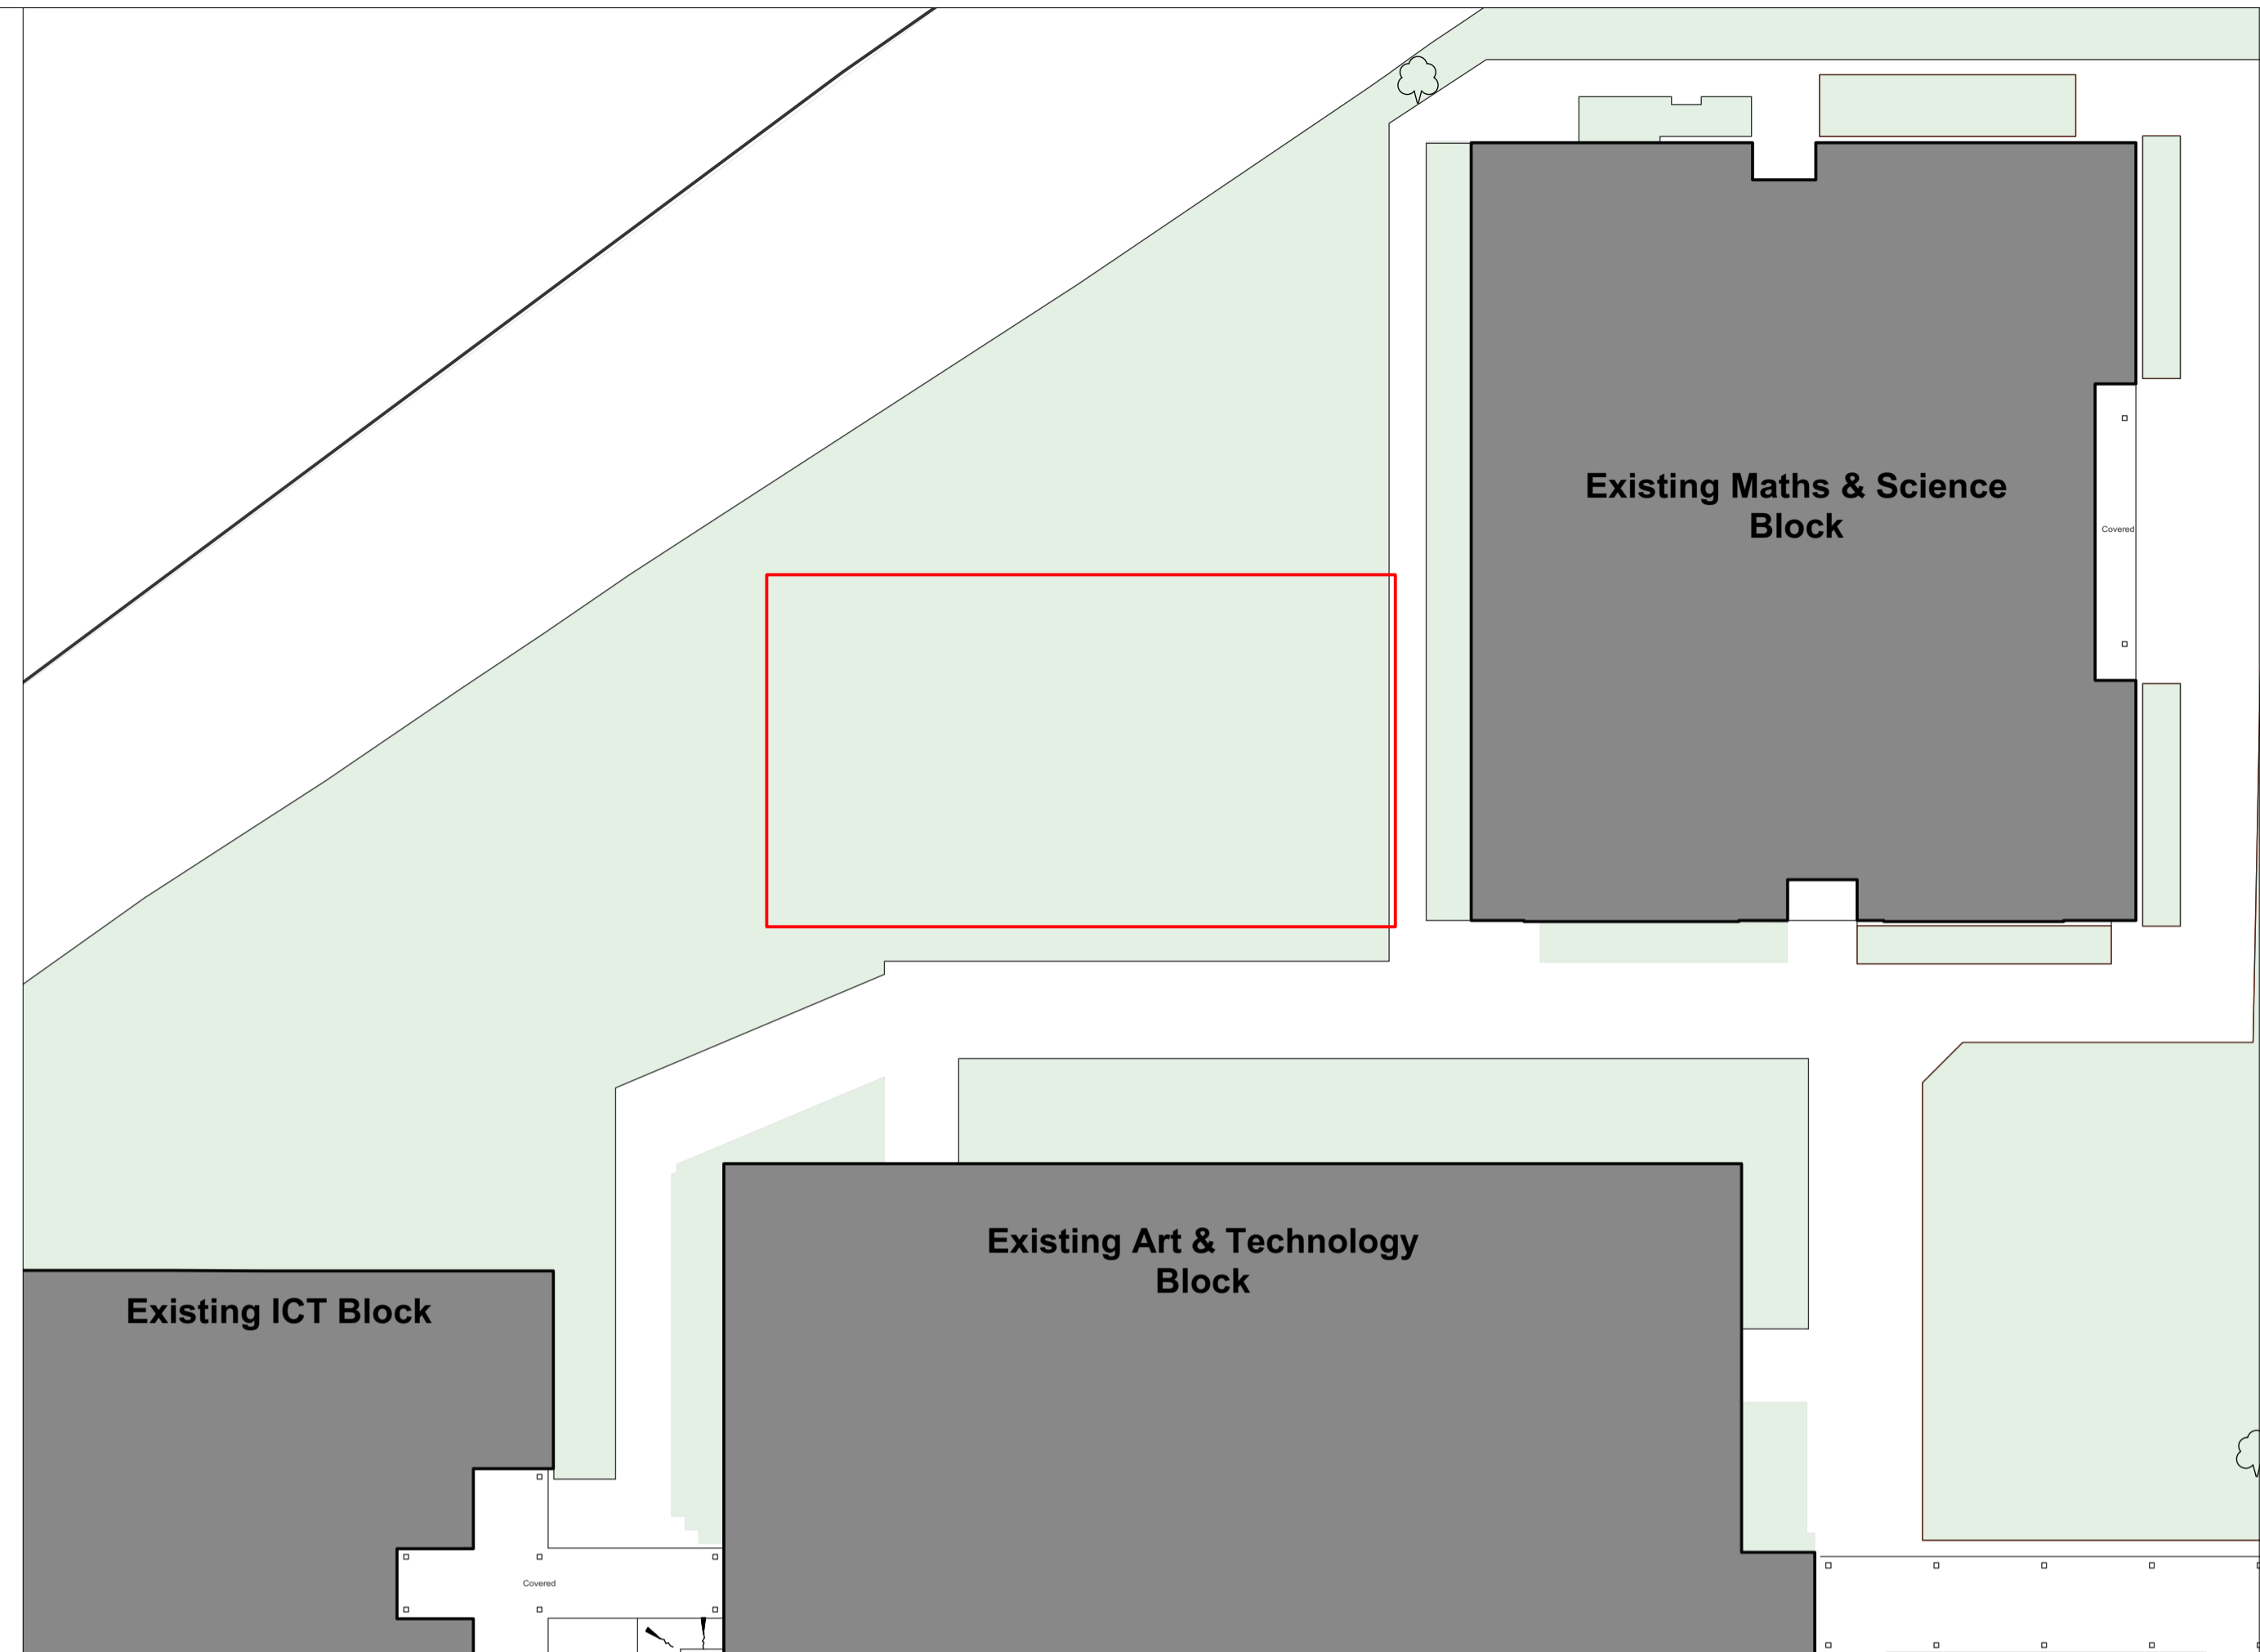 Existing Maths & Science
Block
Covered
Existing Art & Technology
Block
Existing ICT Block
Covered